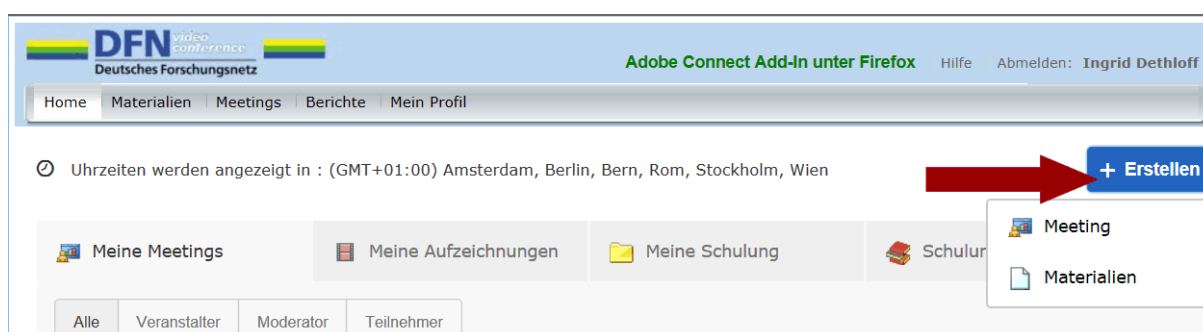 DFN video conference
Deutsches Forschungsnetz
Adobe Connect Add-In unter Firefox Hilfe Abmelden: Ingrid Dethloff
Home Materialien Meetings Berichte Mein Profil
Uhrzeiten werden angezeigt in : (GMT+01:00) Amsterdam, Berlin, Bern, Rom, Stockholm, Wien
+ Erstellen
Meeting
Meine Meetings Meine Aufzeichnungen Meine Schulung
Materialien
Alle Veranstalter Moderator Teilnehmer